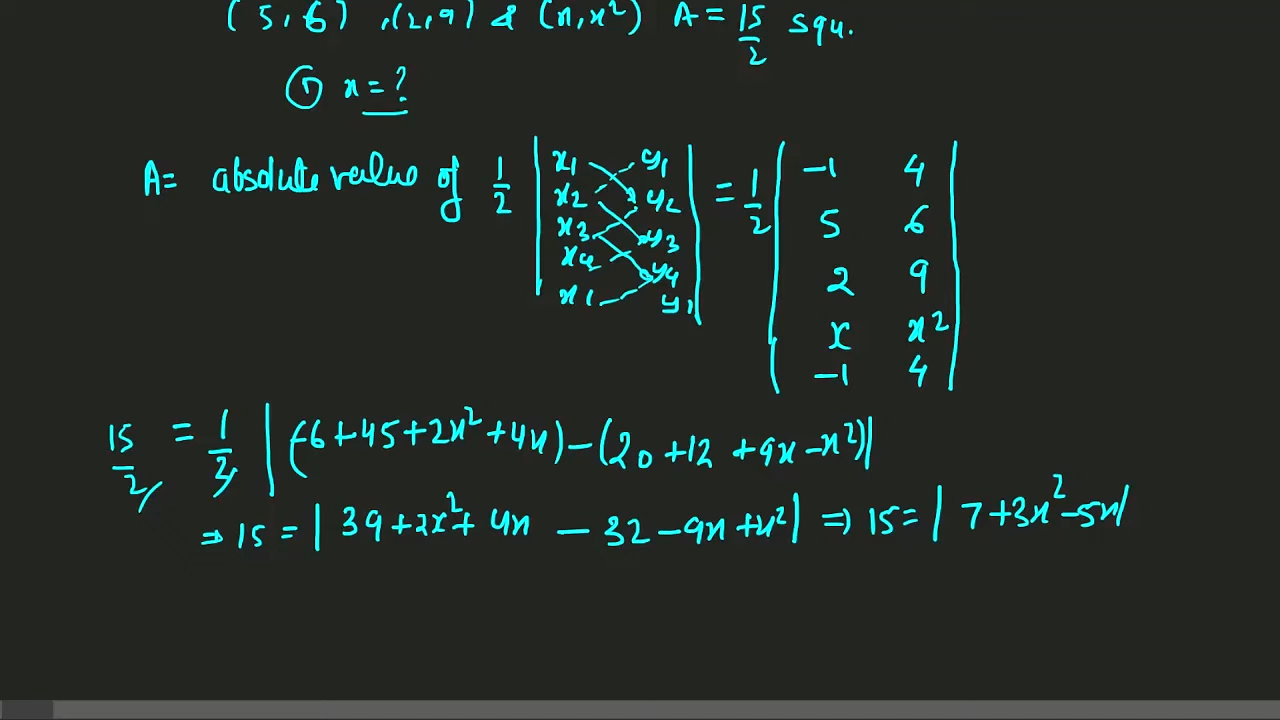 (5,6) ,(2,9) & (x,x²) A = 15/2 squ.
① x = ?
A = absolute value of 1/2 | x1 y1 x2 y2 x3 y3 x4 y4 x1 y1 | = 1/2 | -1 4
5 6
2 9
x x²
-1 4 |
15/2 = 1/2 | (-6+45+2x²+4x) - (20+12+9x-x²) |
⇒ 15 = | 39+2x²+4x - 32-9x+x² | ⇒ 15 = | 7+3x²-5x |